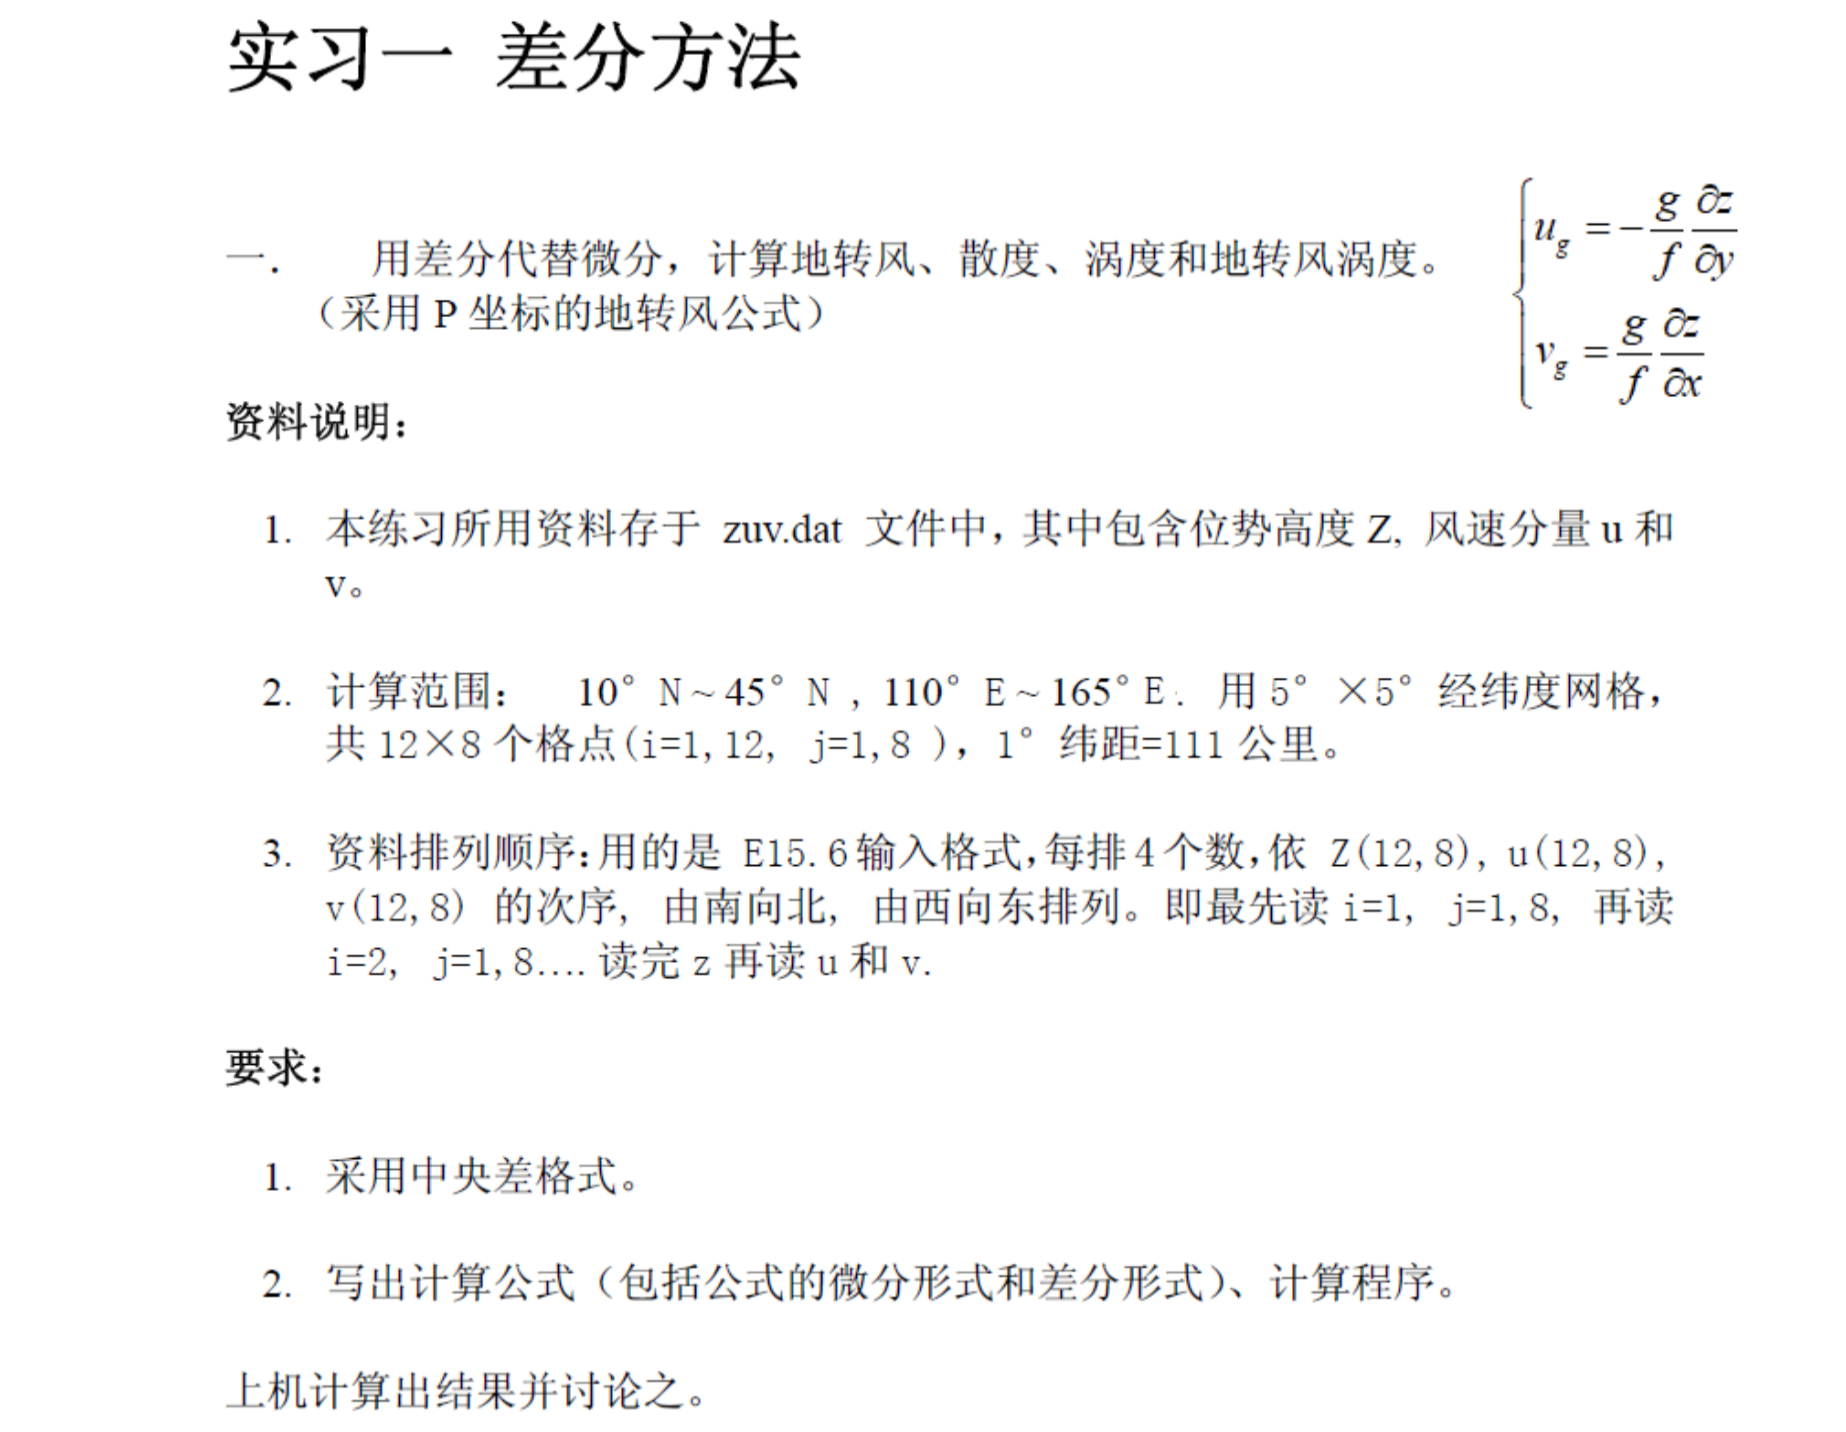 实习一 差分方法
一． 用差分代替微分，计算地转风、散度、涡度和地转风涡度。
（采用 P 坐标的地转风公式）
u_g = -\frac{g}{f}\frac{∂z}{∂y}
v_g = \frac{g}{f}\frac{∂z}{∂x}
资料说明：
1. 本练习所用资料存于 zuv.dat 文件中，其中包含位势高度 Z, 风速分量 u 和
v。
2. 计算范围： 10° N ~ 45° N , 110° E ~ 165° E . 用 5° ×5° 经纬度网格，
共 12×8 个格点(i=1,12, j=1,8 )，1° 纬距=111 公里。
3. 资料排列顺序：用的是 E15.6输入格式，每排 4 个数，依 Z(12,8), u(12,8),
v(12,8) 的次序, 由南向北, 由西向东排列。即最先读 i=1, j=1,8, 再读
i=2, j=1,8.... 读完 z 再读 u 和 v.
要求：
1. 采用中央差格式。
2. 写出计算公式（包括公式的微分形式和差分形式）、计算程序。
上机计算出结果并讨论之。